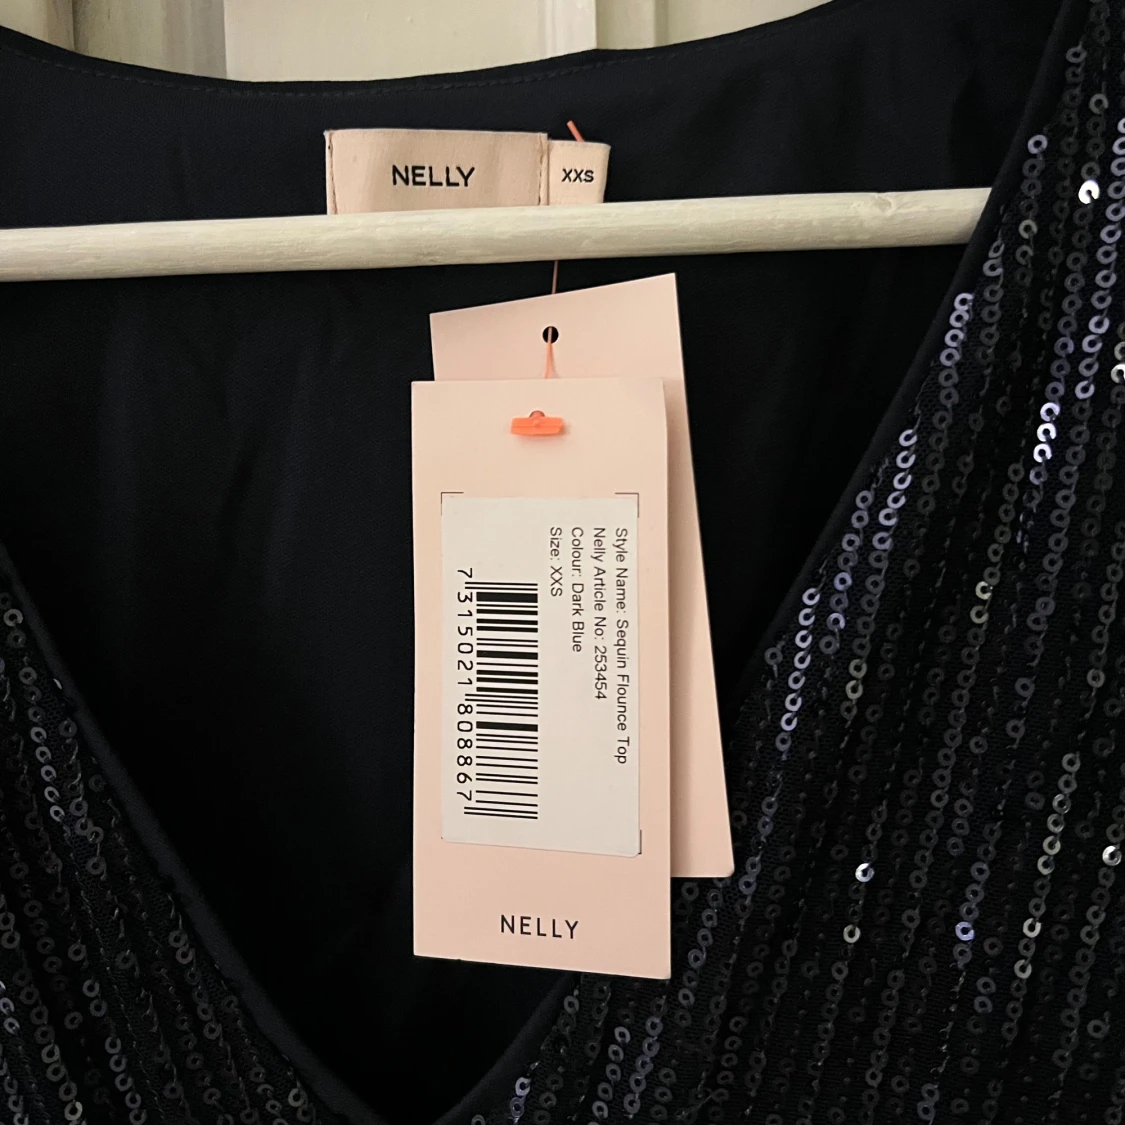 NELLY
XXS
Style Name: Sequin Flounce Top
Nelly Article No: 253454
Colour: Dark Blue
Size: XXS
7 315021 808867
NELLY